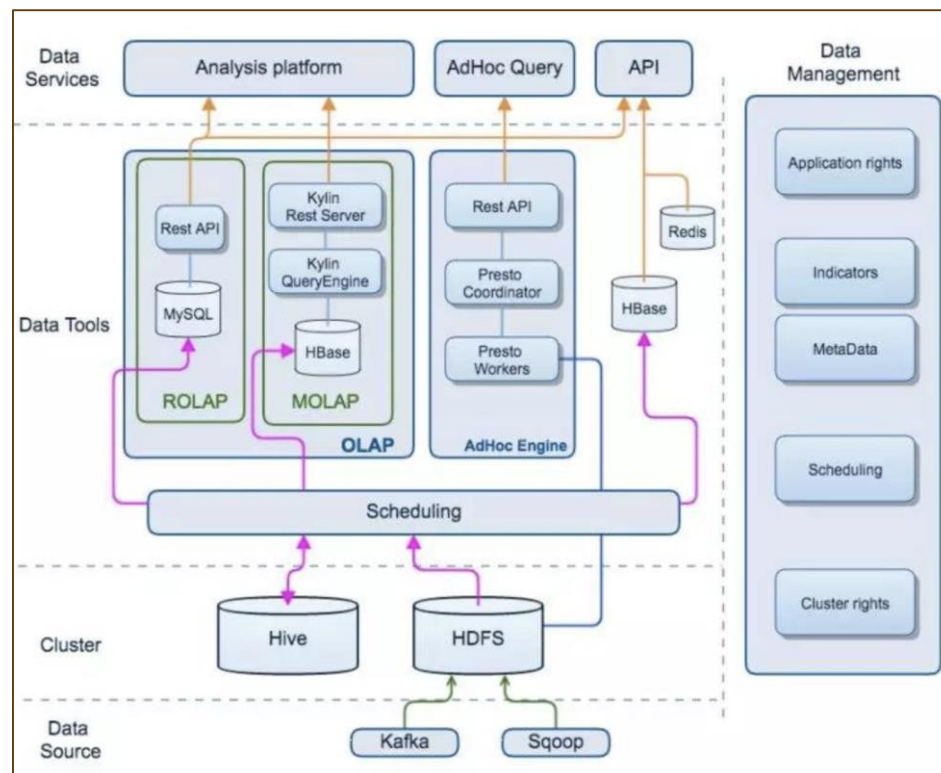 Data
Services
Analysis platform
AdHoc Query
API
Data
Management
Application rights
Kylin
Rest Server
Rest API
Rest API
Redis
Kylin
QueryEngine
Presto
Coordinator
Indicators
Data Tools
MySQL
HBase
HBase
Presto
Workers
MetaData
ROLAP
MOLAP
OLAP
AdHoc Engine
Scheduling
Scheduling
Cluster
Hive
HDFS
Cluster rights
Data
Source
Kafka
Sqoop